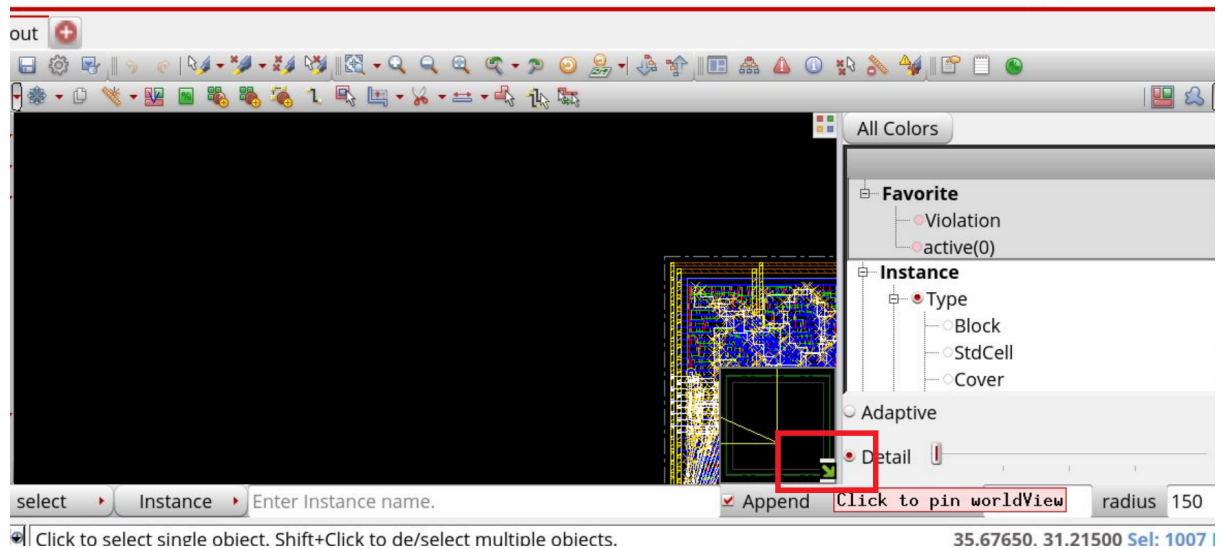 out
All Colors
Favorite
Violation
active(0)
Instance
Type
Block
StdCell
Cover
Adaptive
Detail
select Instance Enter Instance name. Append Click to pin worldView radius 150
Click to select single object. Shift+Click to de/select multiple objects. 35.67650, 31.21500 Sel: 1007